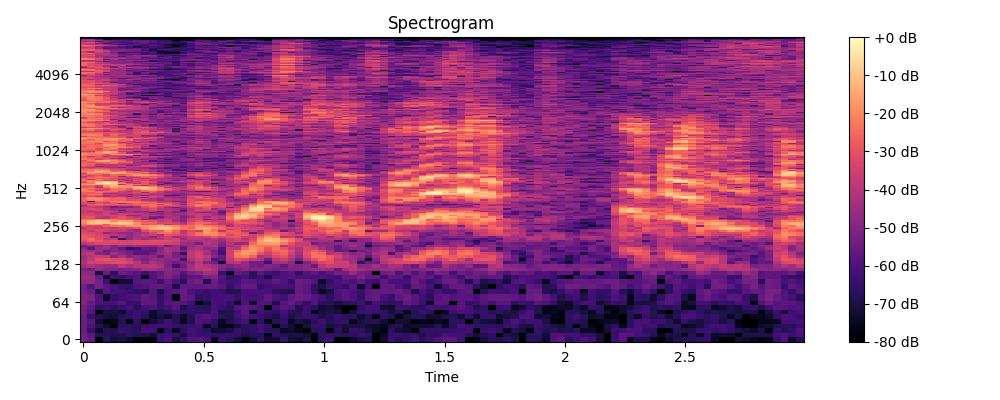 Spectrogram
Hz
4096
2048
1024
512
256
128
64
0
0
0.5
1
1.5
2
2.5
Time
+0 dB
-10 dB
-20 dB
-30 dB
-40 dB
-50 dB
-60 dB
-70 dB
-80 dB